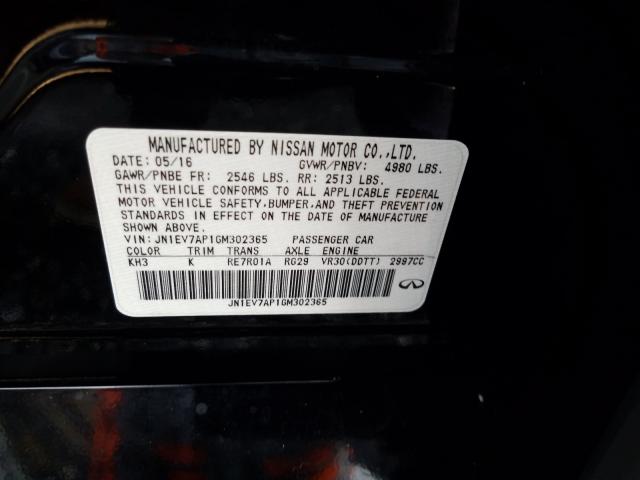 MANUFACTURED BY NISSAN MOTOR CO.,LTD.
DATE: 05/16 GVWR/PNBV: 4980 LBS.
GAWR/PNBE FR: 2546 LBS. RR: 2513 LBS.
THIS VEHICLE CONFORMS TO ALL APPLICABLE FEDERAL
MOTOR VEHICLE SAFETY,BUMPER,AND THEFT PREVENTION
STANDARDS IN EFFECT ON THE DATE OF MANUFACTURE
SHOWN ABOVE.
VIN: JN1EV7AP1GM302365 PASSENGER CAR
COLOR TRIM TRANS AXLE ENGINE
KH3 K RE7R01A RG29 VR30(DDTT) 2997CC
JN1EV7AP1GM302365